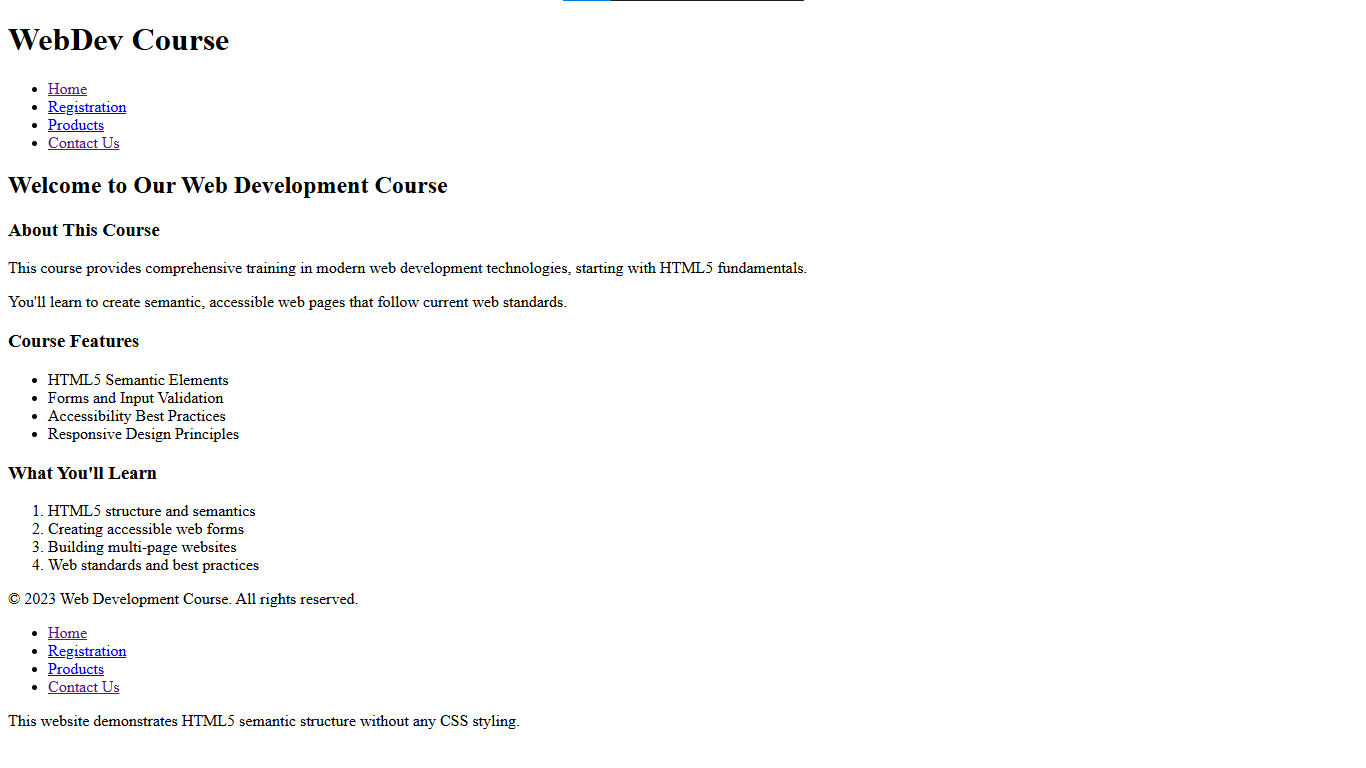 WebDev Course
Home
Registration
Products
Contact Us
Welcome to Our Web Development Course
About This Course
This course provides comprehensive training in modern web development technologies, starting with HTML5 fundamentals.
You'll learn to create semantic, accessible web pages that follow current web standards.
Course Features
HTML5 Semantic Elements
Forms and Input Validation
Accessibility Best Practices
Responsive Design Principles
What You'll Learn
1. HTML5 structure and semantics
2. Creating accessible web forms
3. Building multi-page websites
4. Web standards and best practices
© 2023 Web Development Course. All rights reserved.
Home
Registration
Products
Contact Us
This website demonstrates HTML5 semantic structure without any CSS styling.